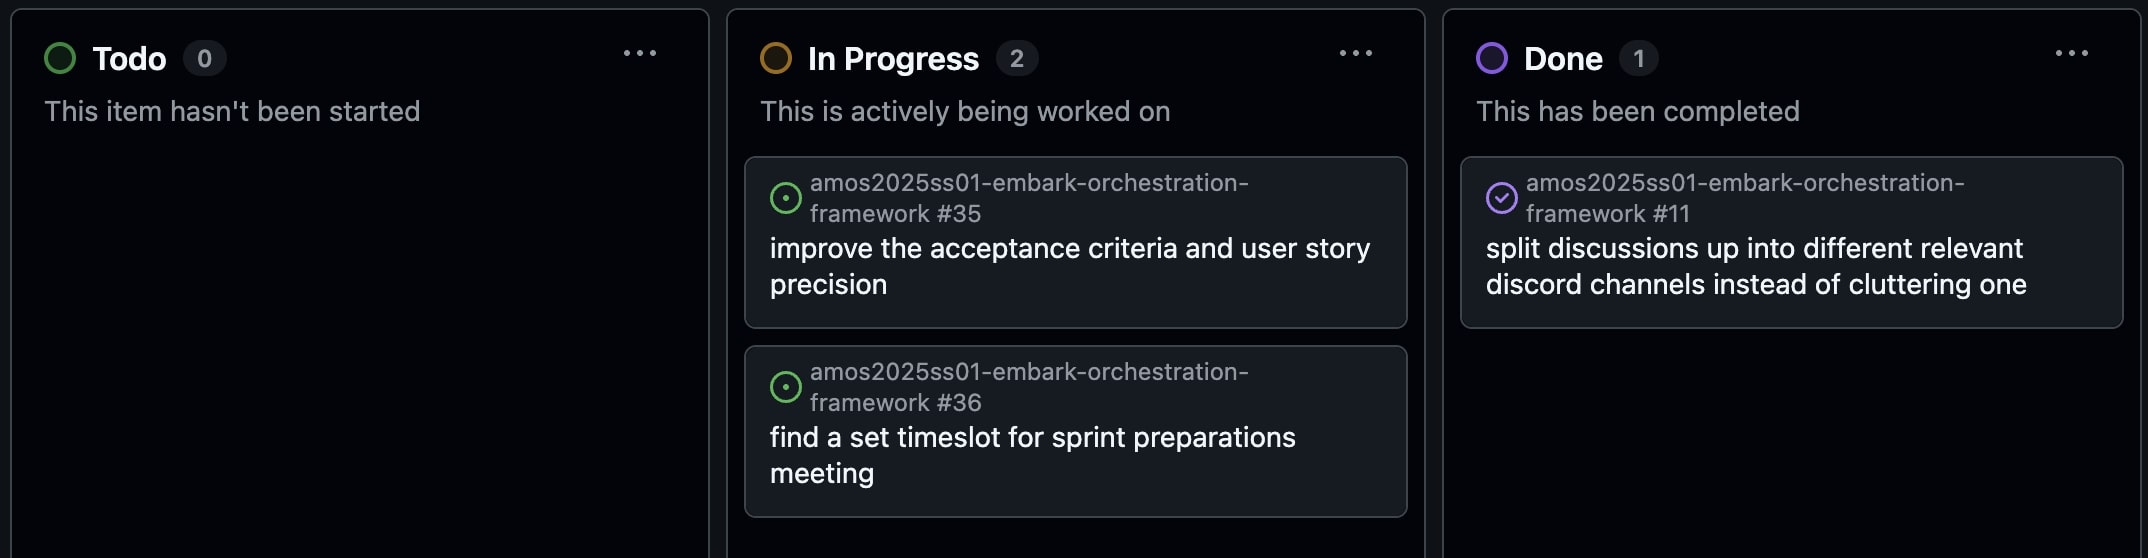 Todo 0
This item hasn't been started
In Progress 2
This is actively being worked on
amos2025ss01-embark-orchestration-
framework #35
improve the acceptance criteria and user story
precision
amos2025ss01-embark-orchestration-
framework #36
find a set timeslot for sprint preparations
meeting
Done 1
This has been completed
amos2025ss01-embark-orchestration-
framework #11
split discussions up into different relevant
discord channels instead of cluttering one